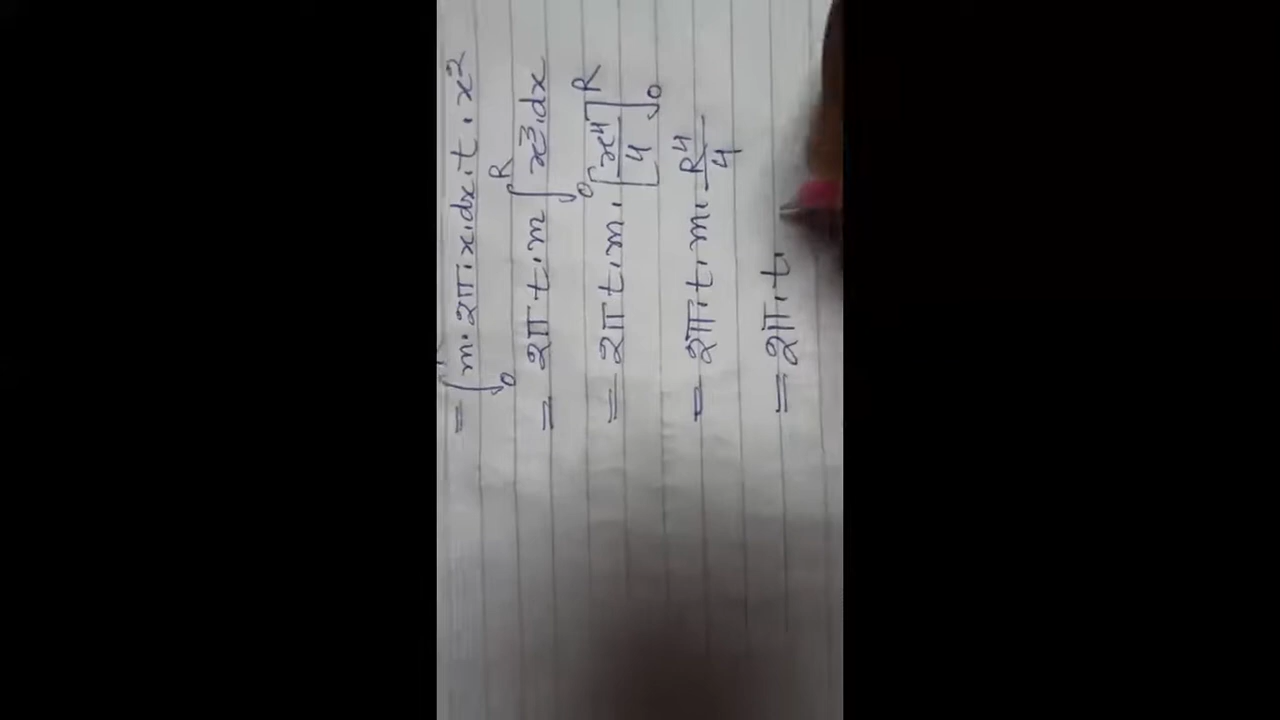 = ∫₀ m. 2π. x. dx. t. x²
= 2π t. m ∫₀ᴿ x³. dx
= 2π t. m. [x⁴/4]₀ᴿ
= 2π. t. m. R⁴/4
= 2π. t.